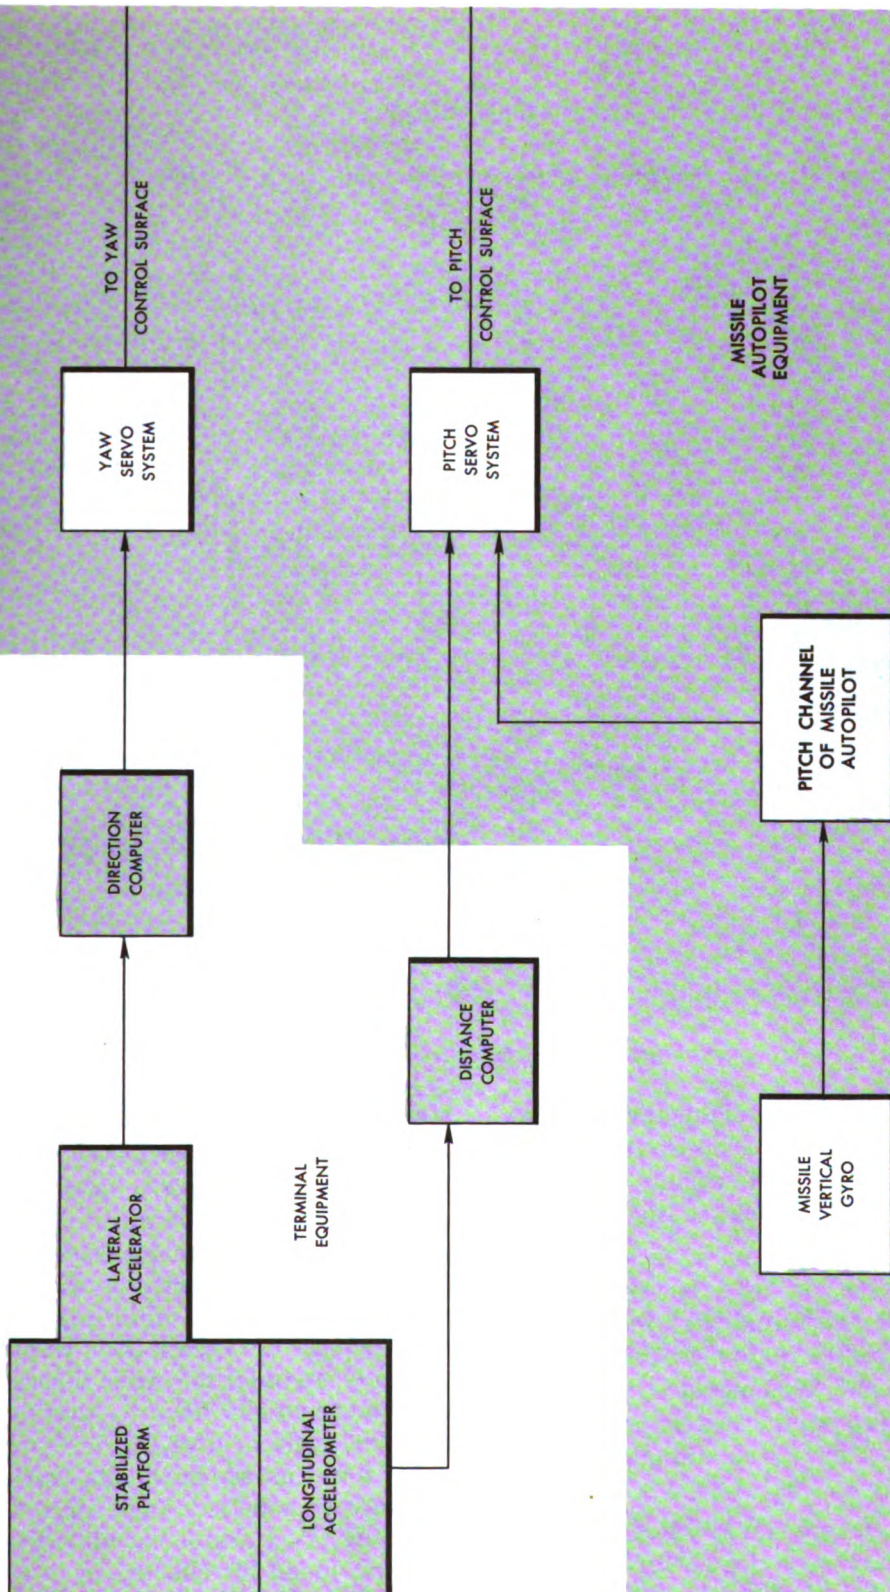 STABILIZED
PLATFORM
LATERAL
ACCELERATOR
DIRECTION
COMPUTER
YAW
SERVO
SYSTEM
TO YAW
CONTROL SURFACE
LONGITUDINAL
ACCELEROMETER
TERMINAL
EQUIPMENT
DISTANCE
COMPUTER
PITCH
SERVO
SYSTEM
TO PITCH
CONTROL SURFACE
MISSILE
VERTICAL
GYRO
PITCH CHANNEL
OF MISSILE
AUTOPILOT
MISSILE
AUTOPILOT
EQUIPMENT